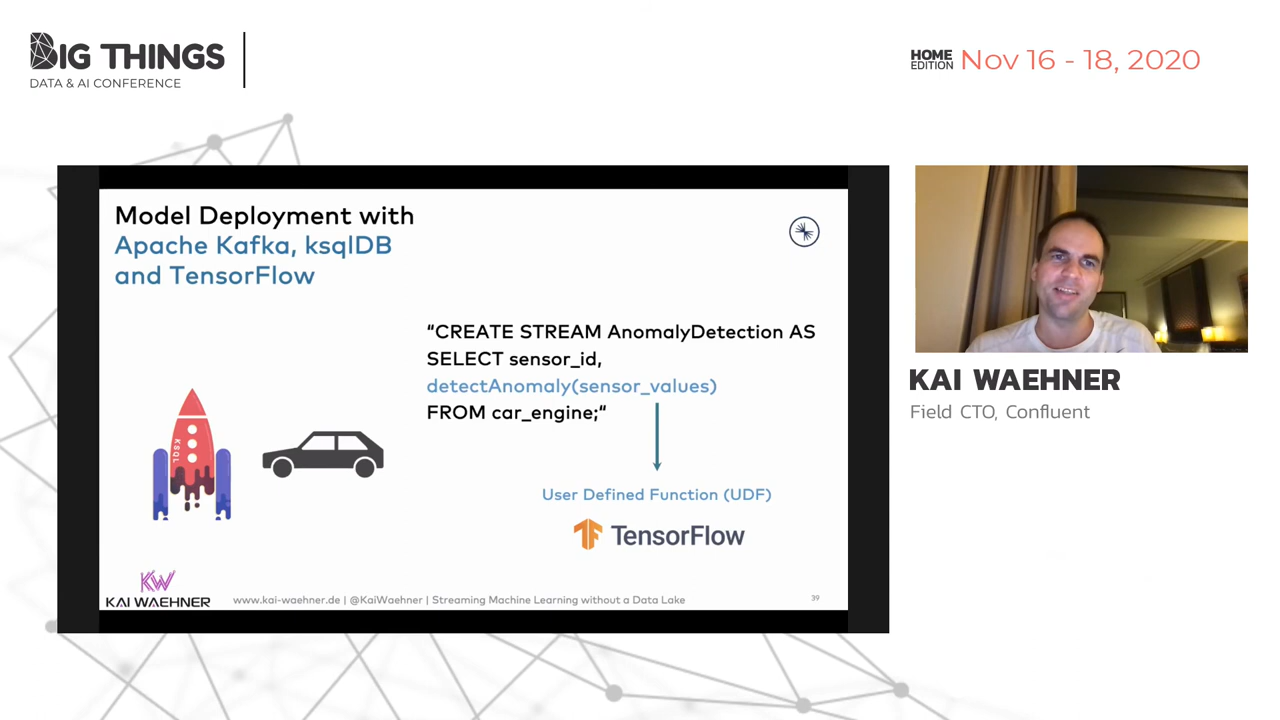 BIG THINGS
DATA & AI CONFERENCE
HOME
EDITION
Nov 16 - 18, 2020
Model Deployment with
Apache Kafka, ksqlDB
and TensorFlow
“CREATE STREAM AnomalyDetection AS
SELECT sensor_id,
detectAnomaly(sensor_values)
FROM car_engine;“
User Defined Function (UDF)
TensorFlow
KSQL
KW
KAI WAEHNER
www.kai-waehner.de | @KaiWaehner | Streaming Machine Learning without a Data Lake
39
KAI WAEHNER
Field CTO, Confluent